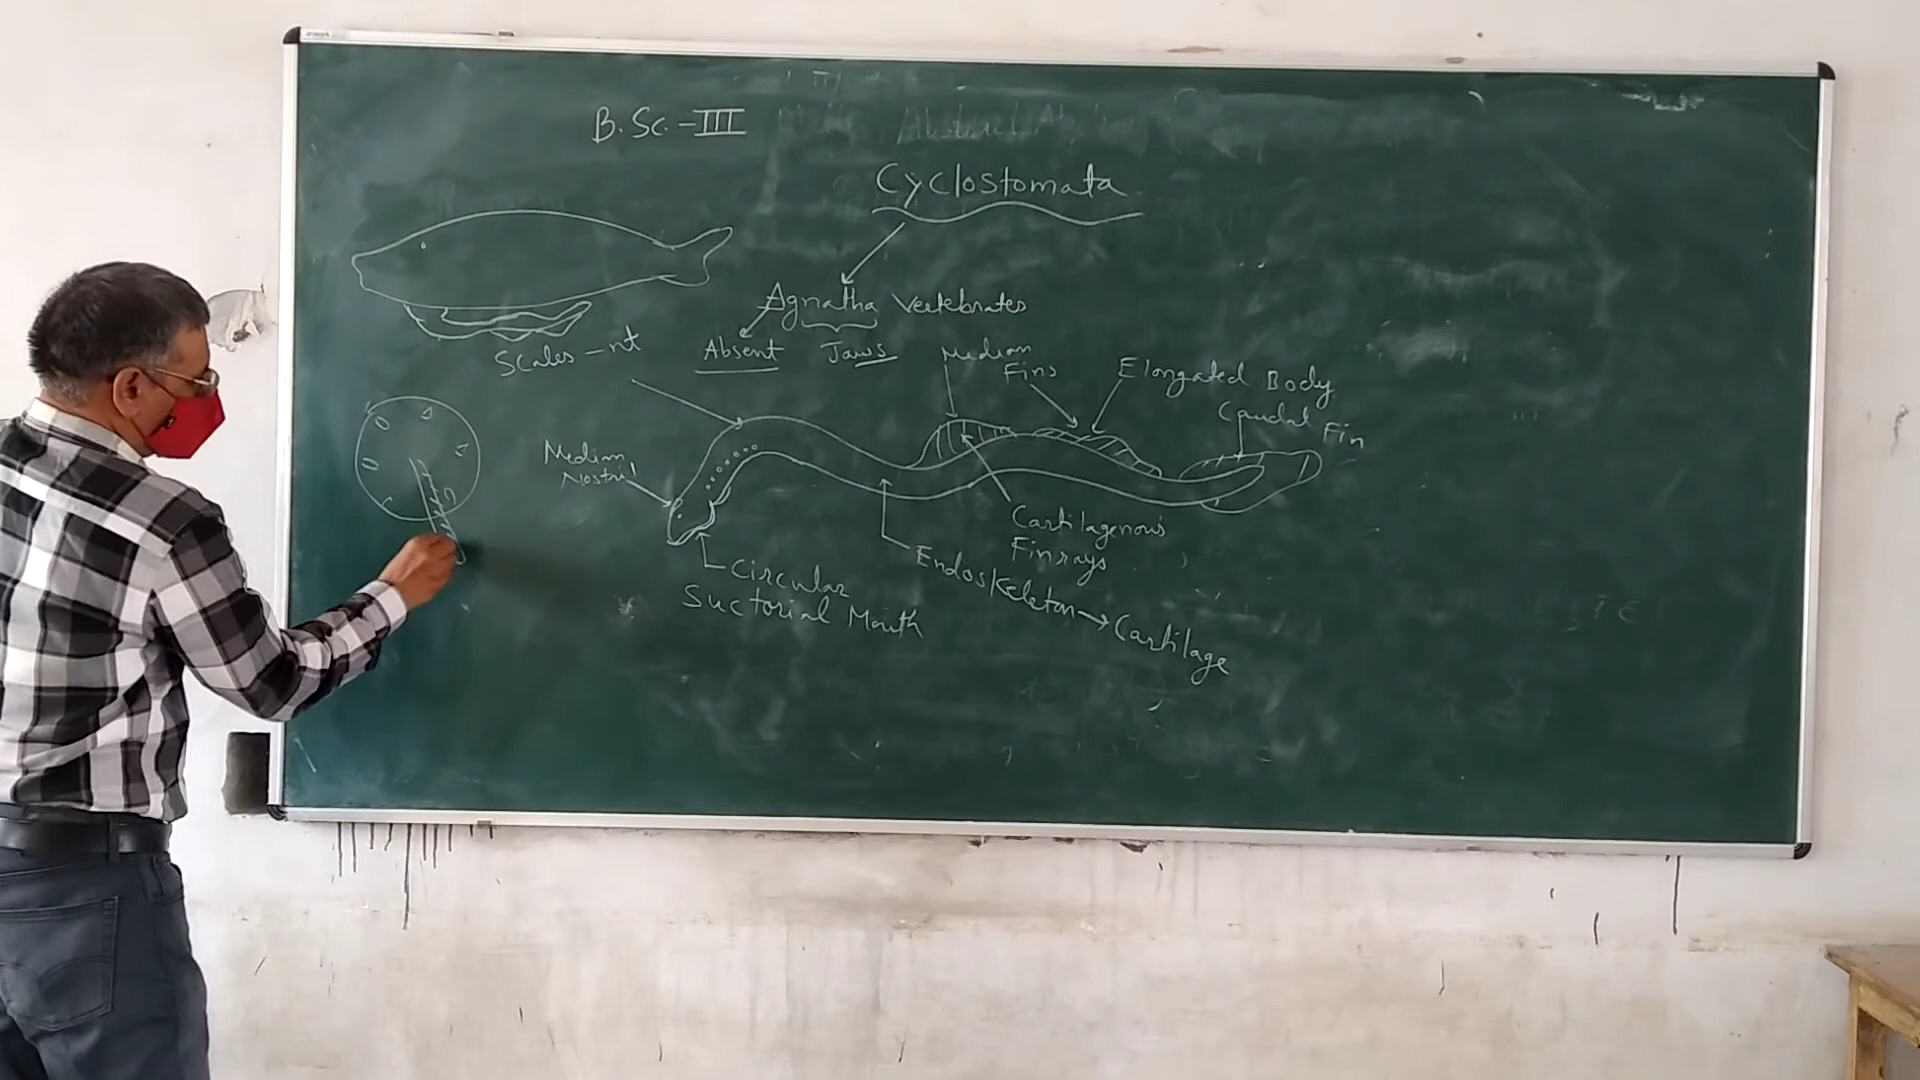 B.Sc.-III
Cyclostomata
Agnatha Vertebrates
Absent Jaws
Scales - nt
Median
Fins
Elongated Body
Caudal Fin
Median
Nostril
Cartilagenous
Finrays
Circular
Suctorial Mouth
Endoskeleton → Cartilage